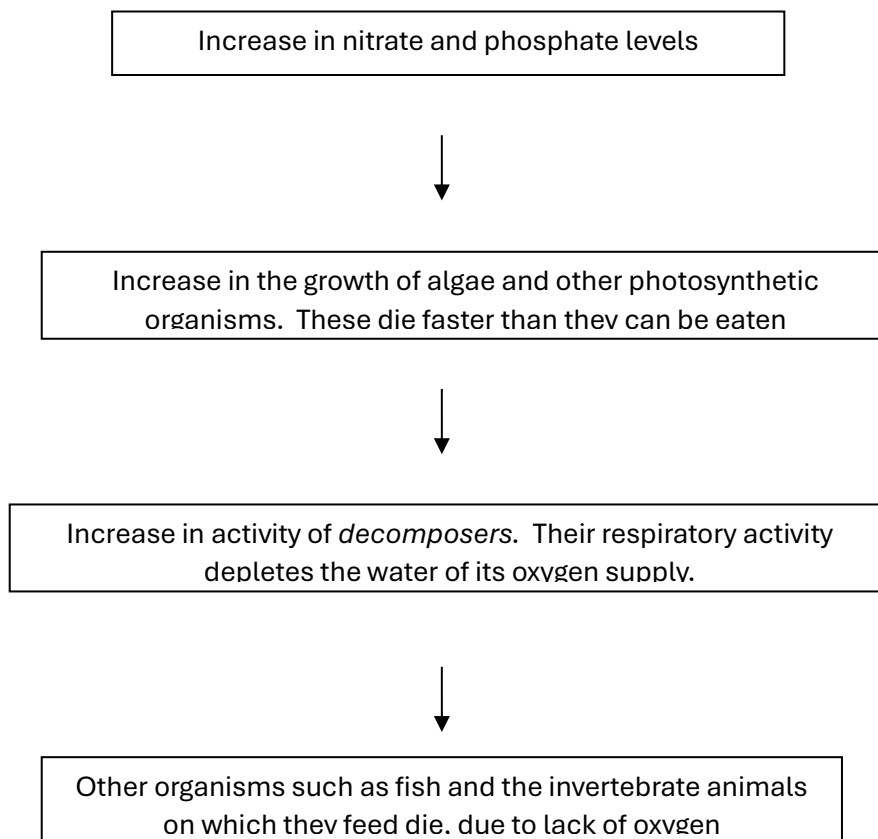 Increase in nitrate and phosphate levels
Increase in the growth of algae and other photosynthetic
organisms. These die faster than they can be eaten
Increase in activity of decomposers. Their respiratory activity
depletes the water of its oxygen supply.
Other organisms such as fish and the invertebrate animals
on which they feed die, due to lack of oxygen